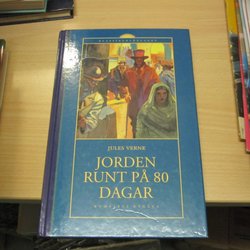 JULES VERNE
JORDEN
RUNT PÅ 80
DAGAR